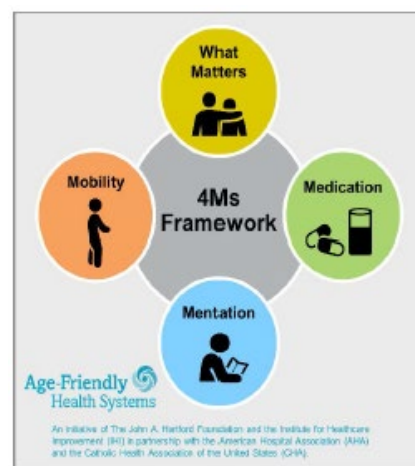 What
Matters
Mobility
4Ms
Framework
Medication
Mentation
Age-Friendly
Health Systems
An initiative of The John A. Hartford Foundation and the Institute for Healthcare
Improvement (IHI) in partnership with the American Hospital Association (AHA)
and the Catholic Health Association of the United States (CHA).